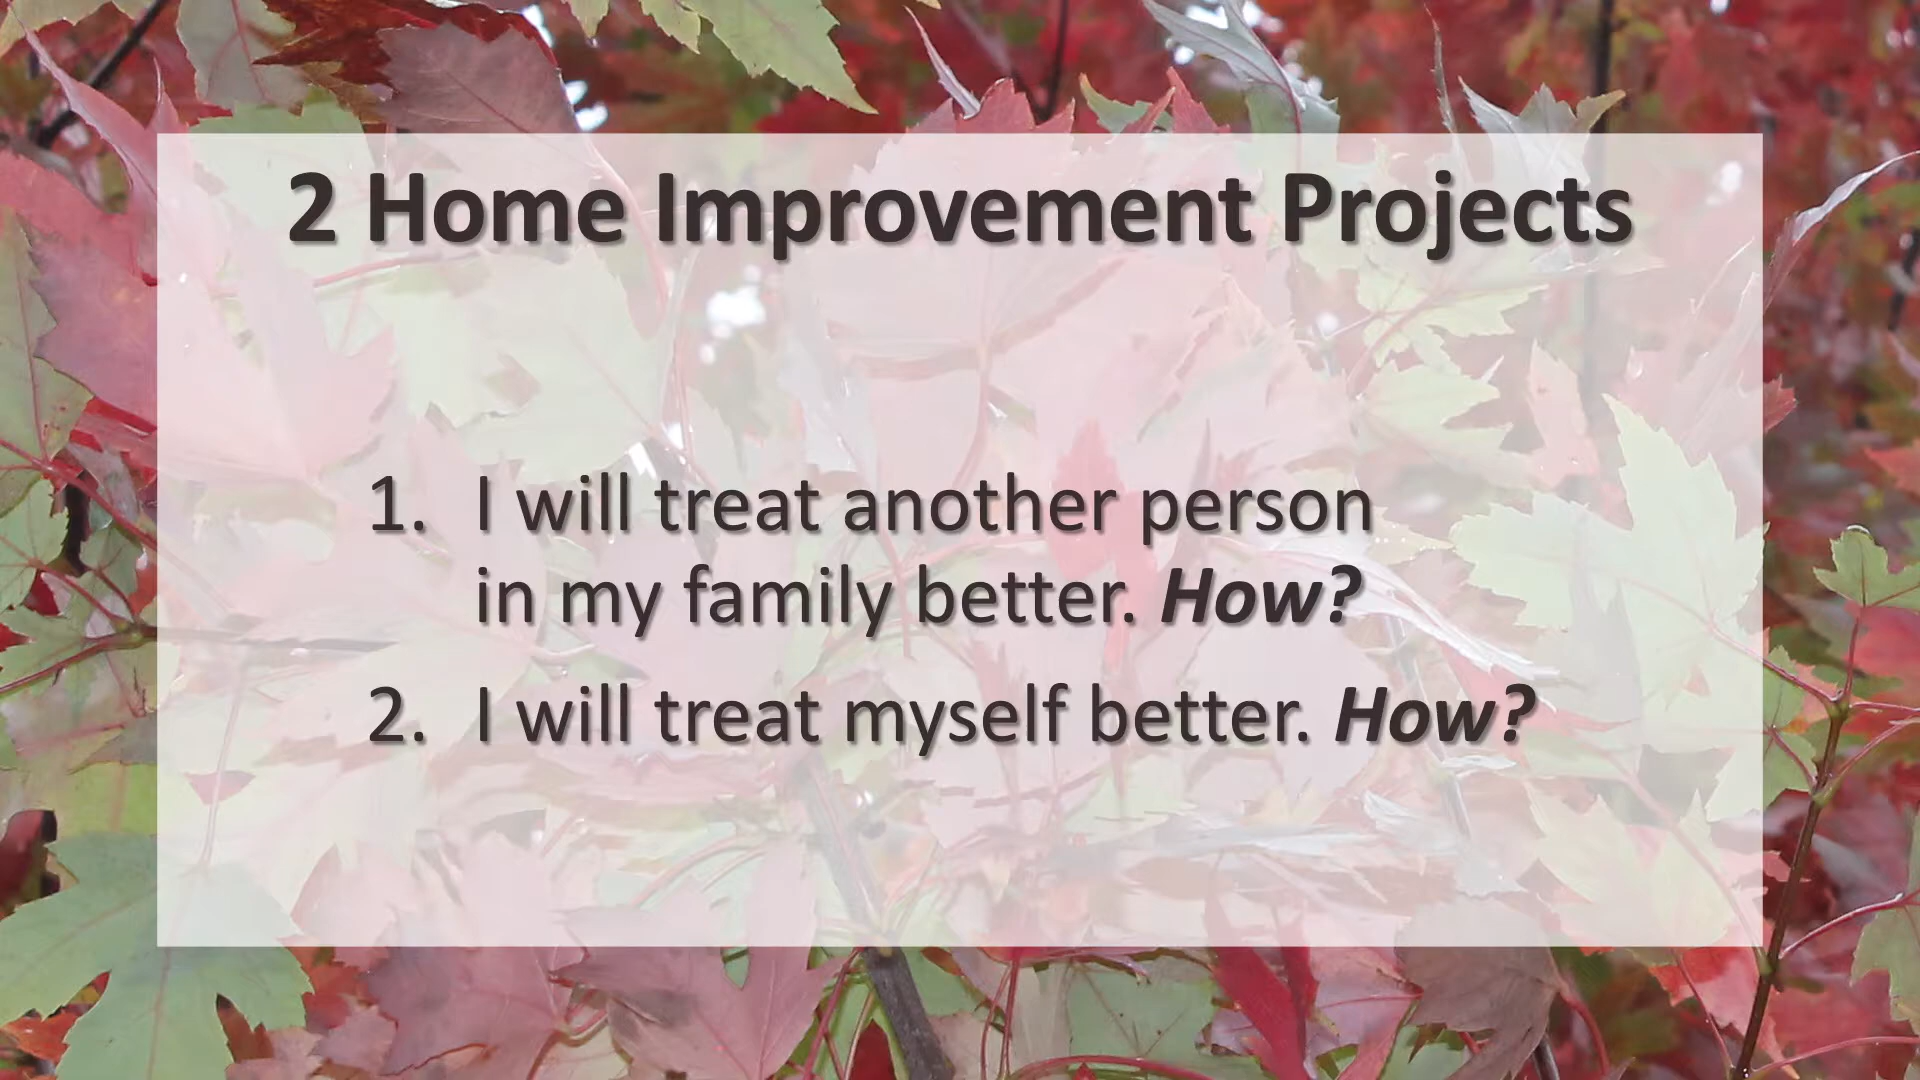 2 Home Improvement Projects
1. I will treat another person
in my family better. How?
2. I will treat myself better. How?